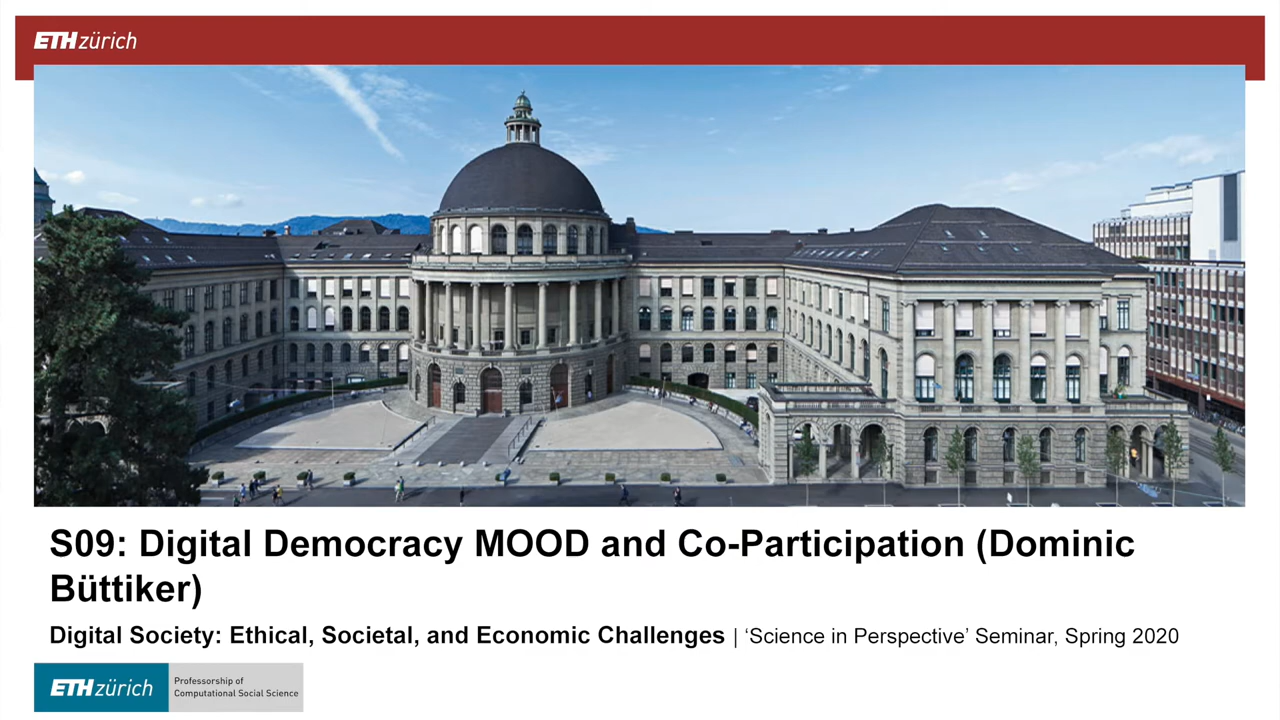 ETH zürich
S09: Digital Democracy MOOD and Co-Participation (Dominic
Büttiker)
Digital Society: Ethical, Societal, and Economic Challenges | ‘Science in Perspective’ Seminar, Spring 2020
ETH zürich
Professorship of
Computational Social Science